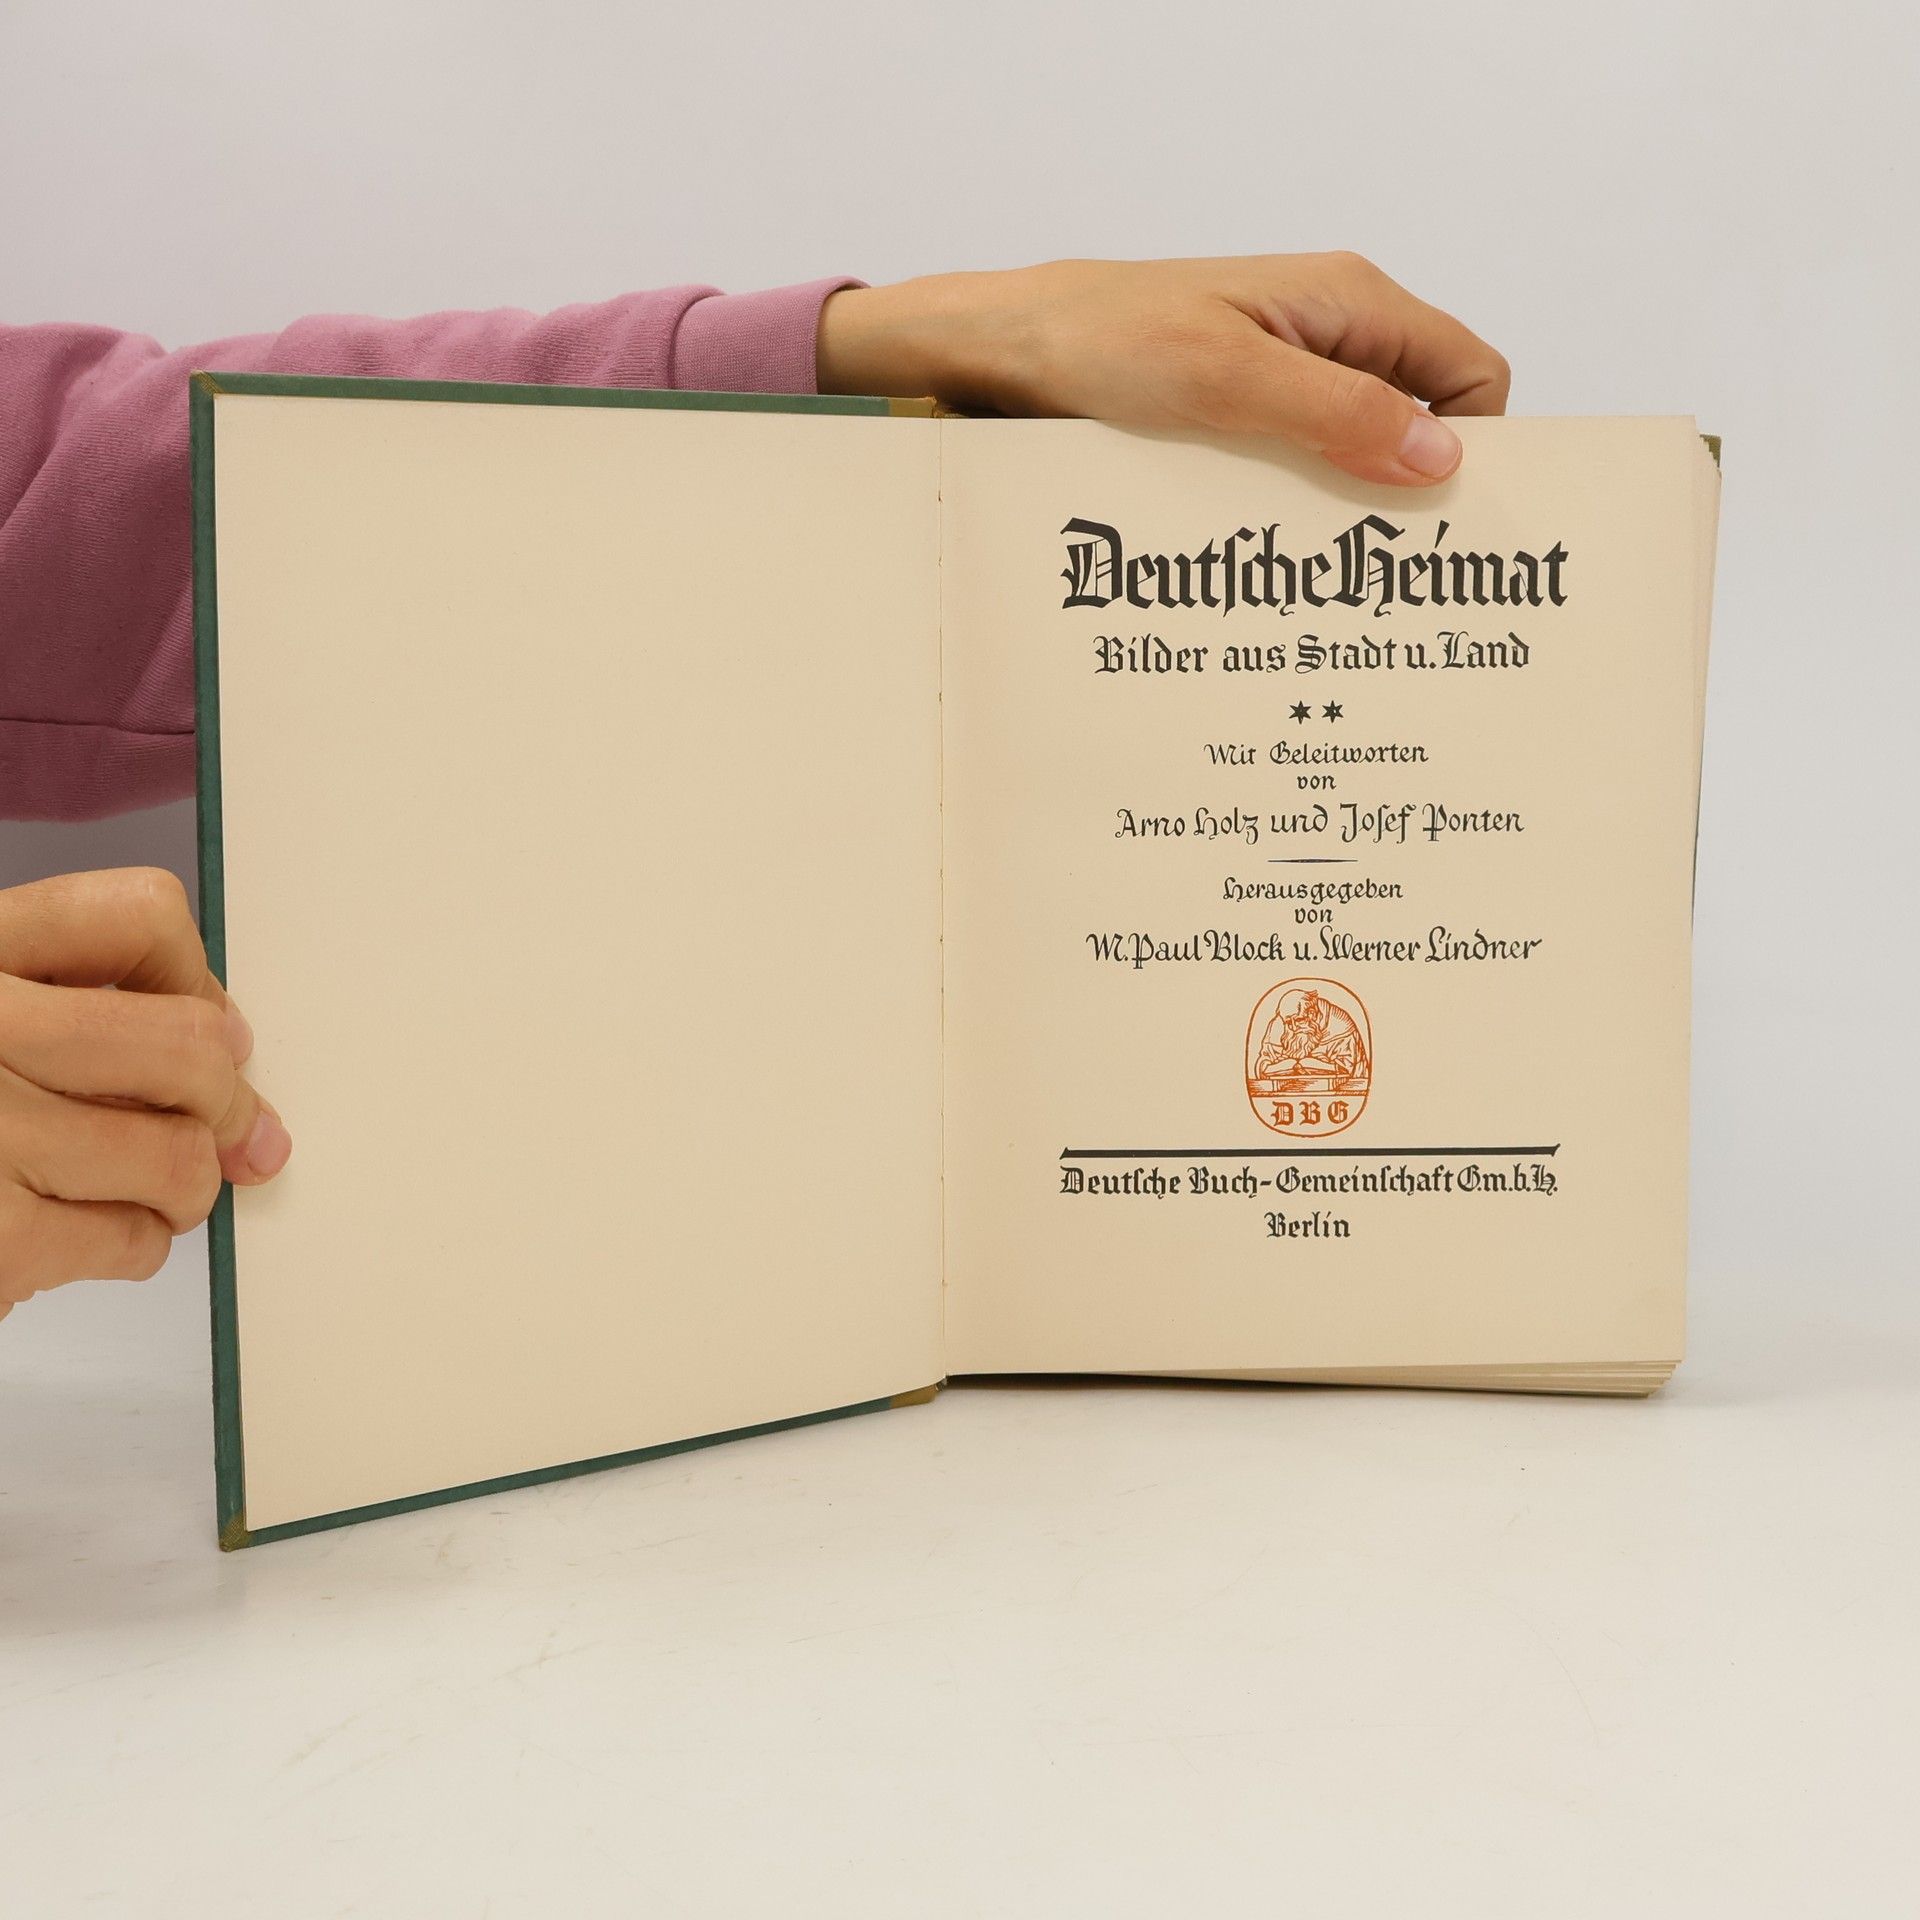 Deutſche Heimat
Bilder aus Stadt u. Land
✶ ✶
Mit Geleitworten
von
Arno Holz und Joſef Ponten
Herausgegeben
von
M. Paul Block u. Werner Lindner
DBG
Deutſche Buch-Gemeinſchaft G.m.b.H.
Berlin